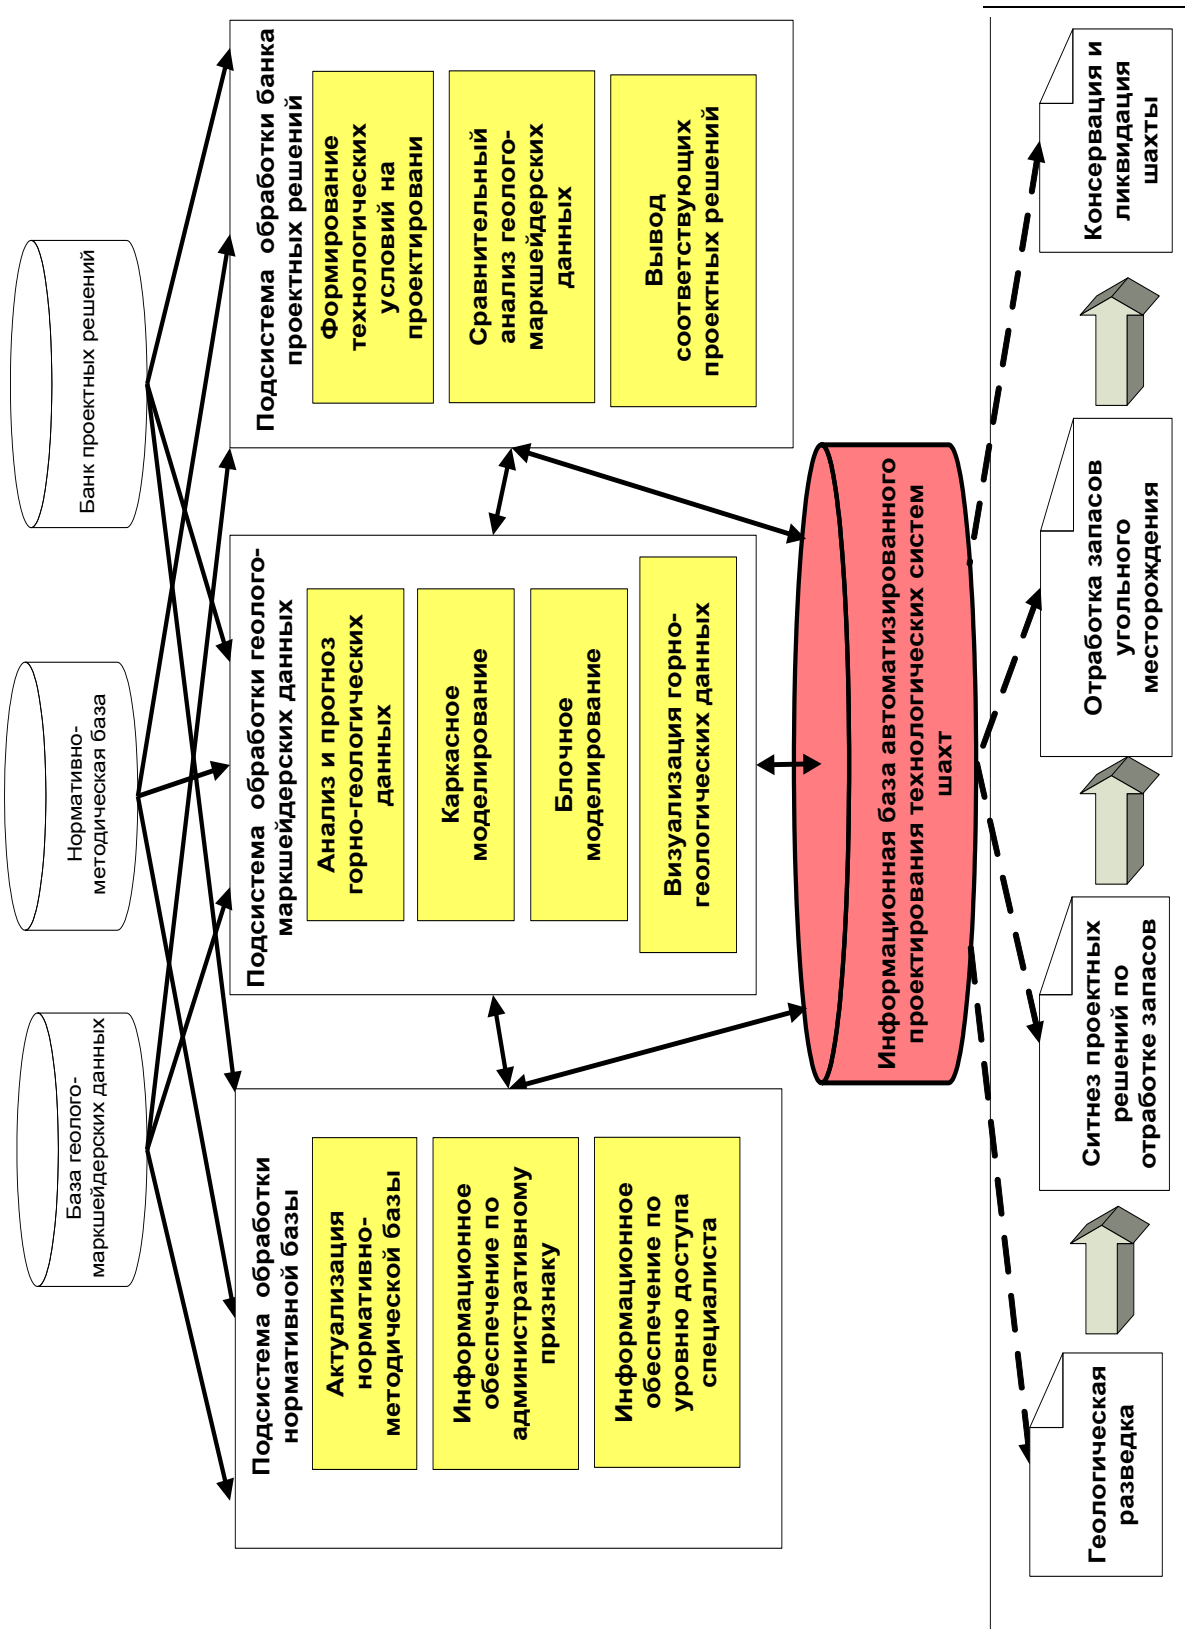 База геолого-
маркшейдерских данных
Нормативно-
методическая база
Банк проектных решений
Подсистема обработки
нормативной базы
Актуализация
нормативно-
методической базы
Информационное
обеспечение по
административному
признаку
Информационное
обеспечение по
уровню доступа
специалиста
Подсистема обработки геолого-
маркшейдерских данных
Анализ и прогноз
горно-геологических
данных
Каркасное
моделирование
Блочное
моделирование
Визуализация горно-
геологических данных
Подсистема обработки банка
проектных решений
Формирование
технологических
условий на
проектировани
Сравнительный
анализ геолого-
маркшейдерских
данных
Вывод
соответствующих
проектных решений
Информационная база автоматизированного
проектирования технологических систем
шахт
Геологическая
разведка
Ситнез проектных
решений по
отработке запасов
Отработка запасов
угольного
месторождения
Консервация и
ликвидация
шахты